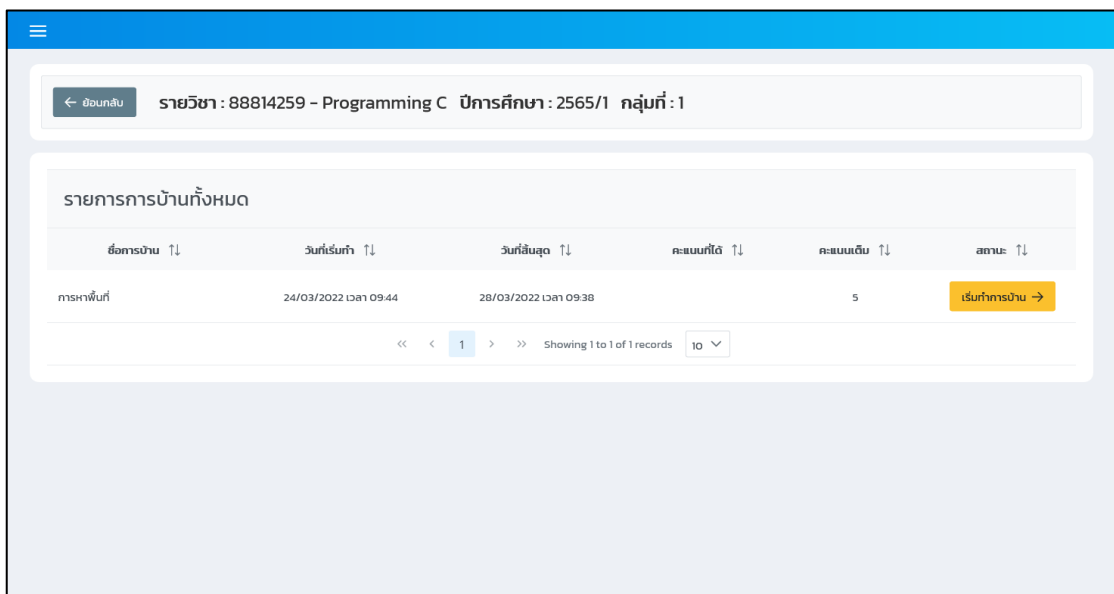 ย้อนกลับ รายวิชา : 88814259 - Programming C ปีการศึกษา : 2565/1 กลุ่มที่ : 1
รายการการบ้านทั้งหมด
ชื่อการบ้าน วันที่เริ่มทำ วันที่สิ้นสุด คะแนนที่ได้ คะแนนเต็ม สถานะ
การหาพื้นที่ 24/03/2022 เวลา 09:44 28/03/2022 เวลา 09:38 5 เริ่มทำการบ้าน
1 Showing 1 to 1 of 1 records 10